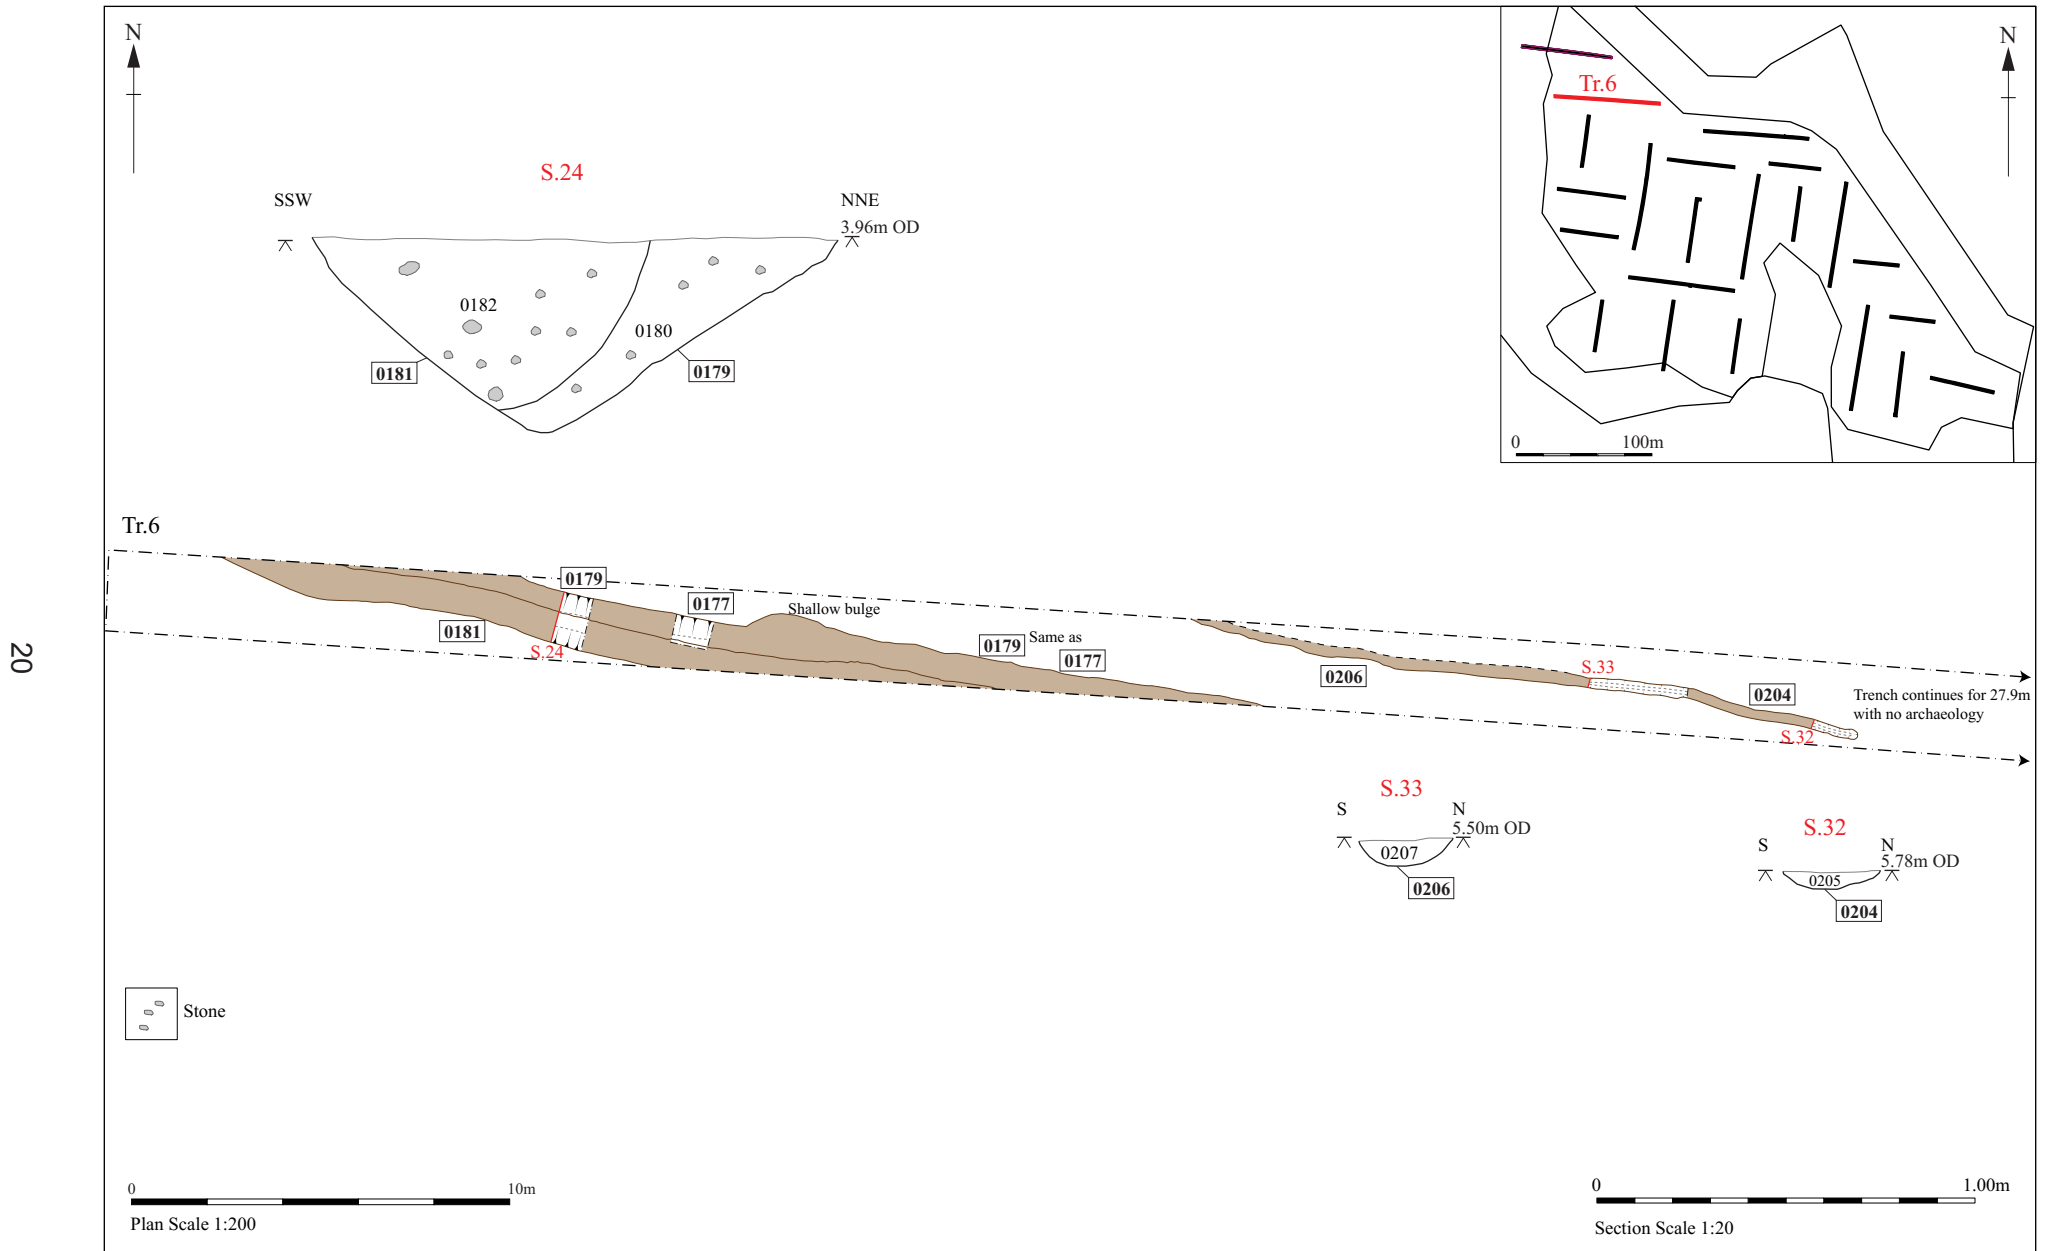 N
N
Tr.6
S.24
SSW
NNE
3.96m OD
0182
0180
0181
0179
0
100m
Tr.6
0179
0177
Shallow bulge
0181
S.24
0179
Same as
0177
0206
S.33
0204
Trench continues for 27.9m
with no archaeology
S.32
20
S.33
S
N
5.50m OD
0207
0206
S.32
S
N
5.78m OD
0205
0204
Stone
0
10m
Plan Scale 1:200
0
1.00m
Section Scale 1:20